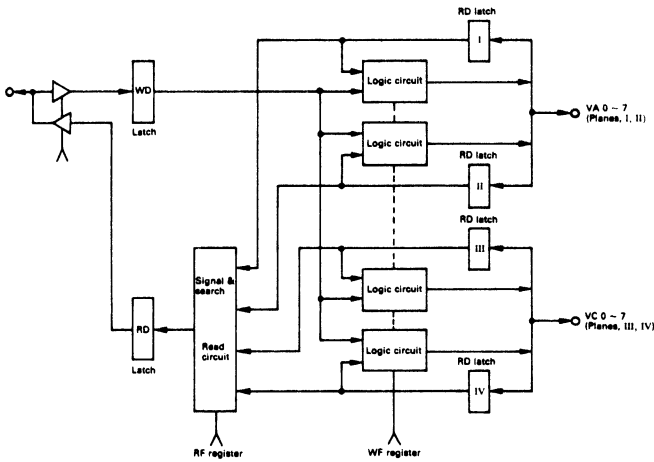 RD latch
I
Logic circuit
WD
Latch
VA 0 ~ 7
(Planes, I, II)
Logic circuit
RD latch
II
RD latch
III
Signal &
search
Logic circuit
VC 0 ~ 7
(Planes, III, IV)
RD
Read
circuit
Logic circuit
Latch
RD latch
IV
RF register
WF register